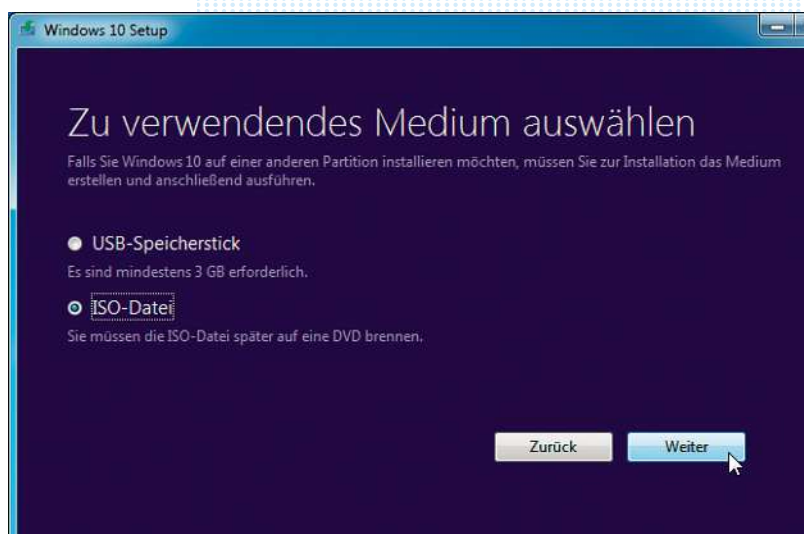 Windows 10 Setup
Zu verwendendes Medium auswählen
Falls Sie Windows 10 auf einer anderen Partition installieren möchten, müssen Sie zur Installation das Medium
erstellen und anschließend ausführen.
USB-Speicherstick
Es sind mindestens 3 GB erforderlich.
ISO-Datei
Sie müssen die ISO-Datei später auf eine DVD brennen.
Zurück
Weiter